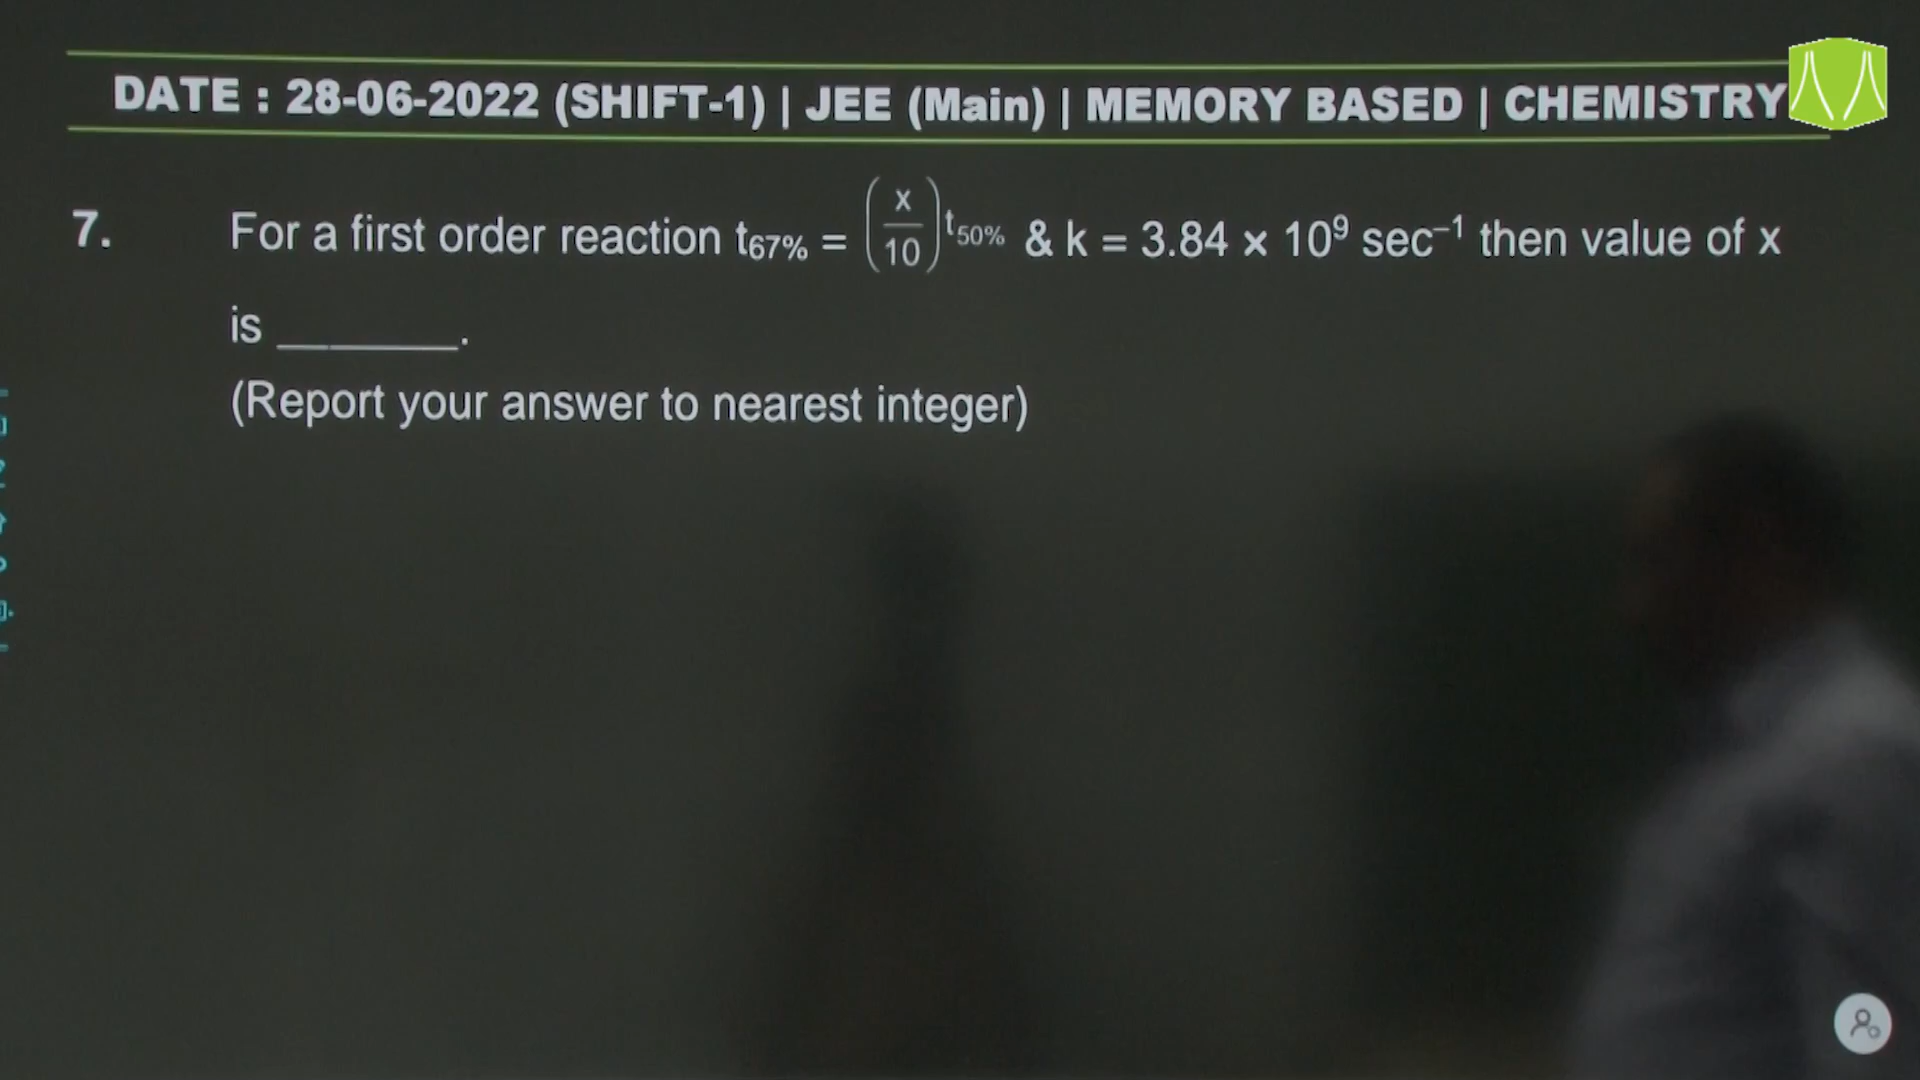 DATE : 28-06-2022 (SHIFT-1) | JEE (Main) | MEMORY BASED | CHEMISTRY
7. For a first order reaction t₆₇% = (x/10) t₅₀% & k = 3.84 × 10⁹ sec⁻¹ then value of x
is ________.
(Report your answer to nearest integer)